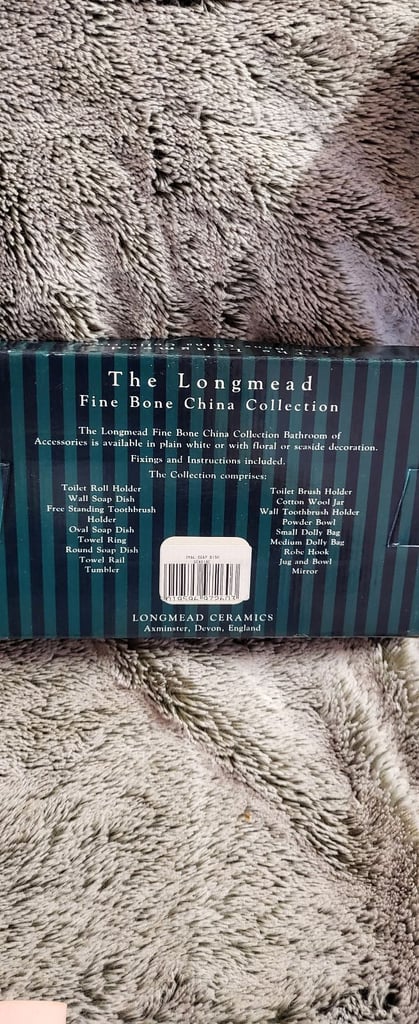 The Longmead
Fine Bone China Collection
The Longmead Fine Bone China Collection Bathroom of
Accessories is available in plain white or with floral or seaside decoration.
Fixings and Instructions included.
The Collection comprises:
Toilet Roll Holder
Wall Soap Dish
Free Standing Toothbrush
Holder
Oval Soap Dish
Towel Ring
Round Soap Dish
Towel Rail
Tumbler
Toilet Brush Holder
Cotton Wool Jar
Wall Toothbrush Holder
Powder Bowl
Small Dolly Bag
Medium Dolly Bag
Robe Hook
Jug and Bowl
Mirror
LONGMEAD CERAMICS
Axminster, Devon, England